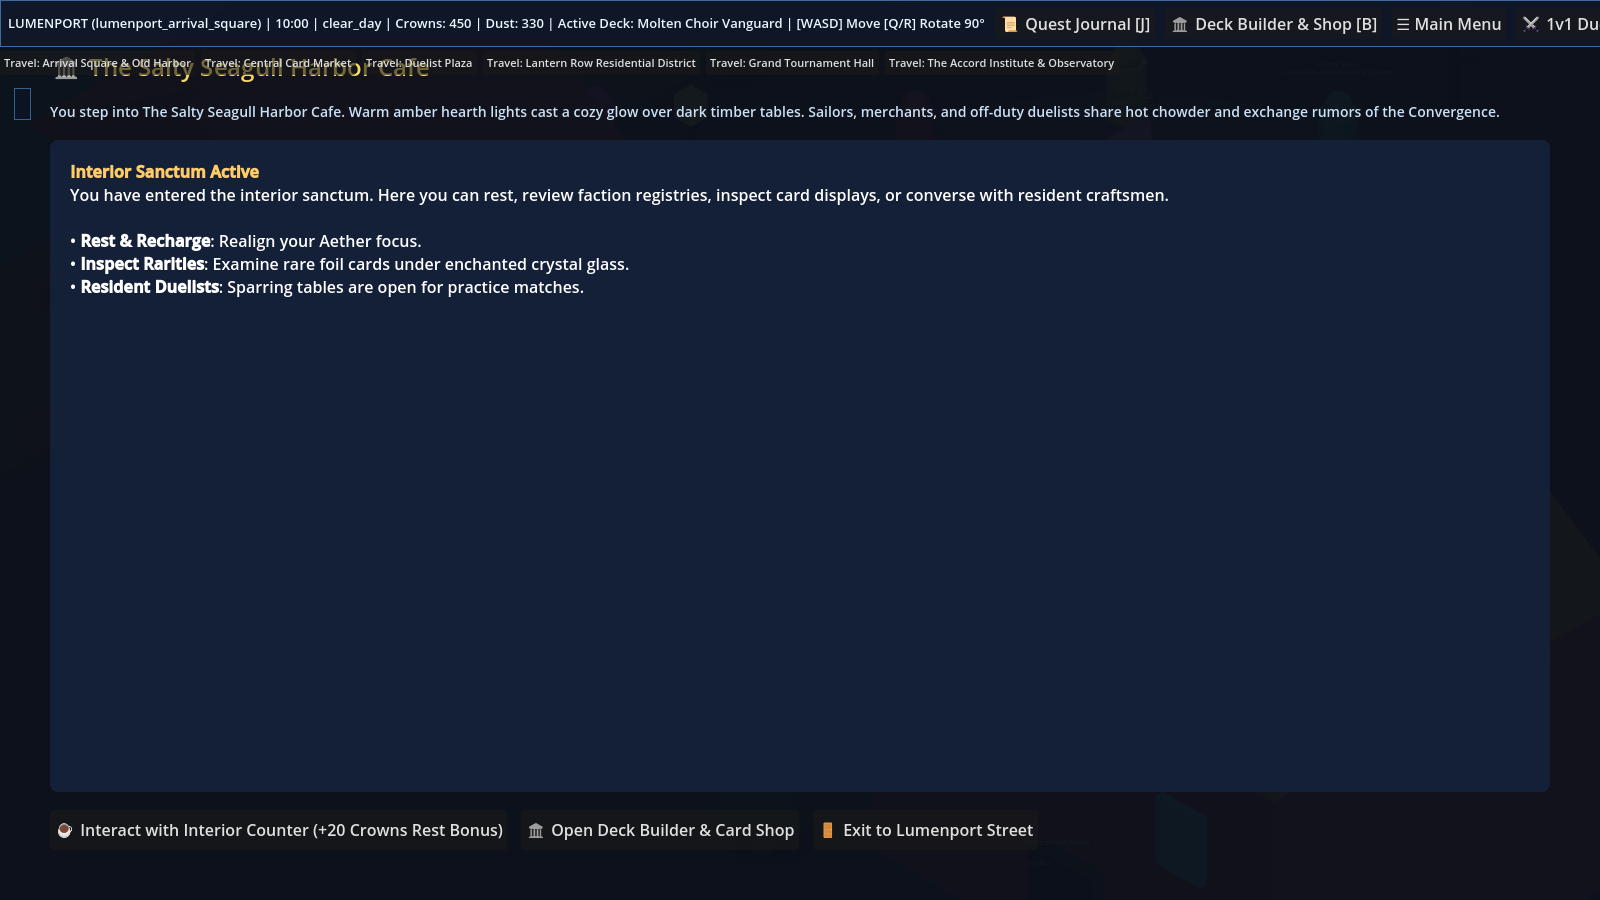 LUMENPORT (lumenport_arrival_square) | 10:00 | clear_day | Crowns: 450 | Dust: 330 | Active Deck: Molten Choir Vanguard | [WASD] Move [Q/R] Rotate 90°
Quest Journal [J]
Deck Builder & Shop [B]
☰ Main Menu
1v1 Du
Travel: Arrival Square & Old Harbor
Travel: Central Card Market
Travel: Duelist Plaza
Travel: Lantern Row Residential District
Travel: Grand Tournament Hall
Travel: The Accord Institute & Observatory
The Salty Seagull Harbor Cafe
You step into The Salty Seagull Harbor Cafe. Warm amber hearth lights cast a cozy glow over dark timber tables. Sailors, merchants, and off-duty duelists share hot chowder and exchange rumors of the Convergence.
Interior Sanctum Active
You have entered the interior sanctum. Here you can rest, review faction registries, inspect card displays, or converse with resident craftsmen.
• Rest & Recharge: Realign your Aether focus.
• Inspect Rarities: Examine rare foil cards under enchanted crystal glass.
• Resident Duelists: Sparring tables are open for practice matches.
Interact with Interior Counter (+20 Crowns Rest Bonus)
Open Deck Builder & Card Shop
Exit to Lumenport Street